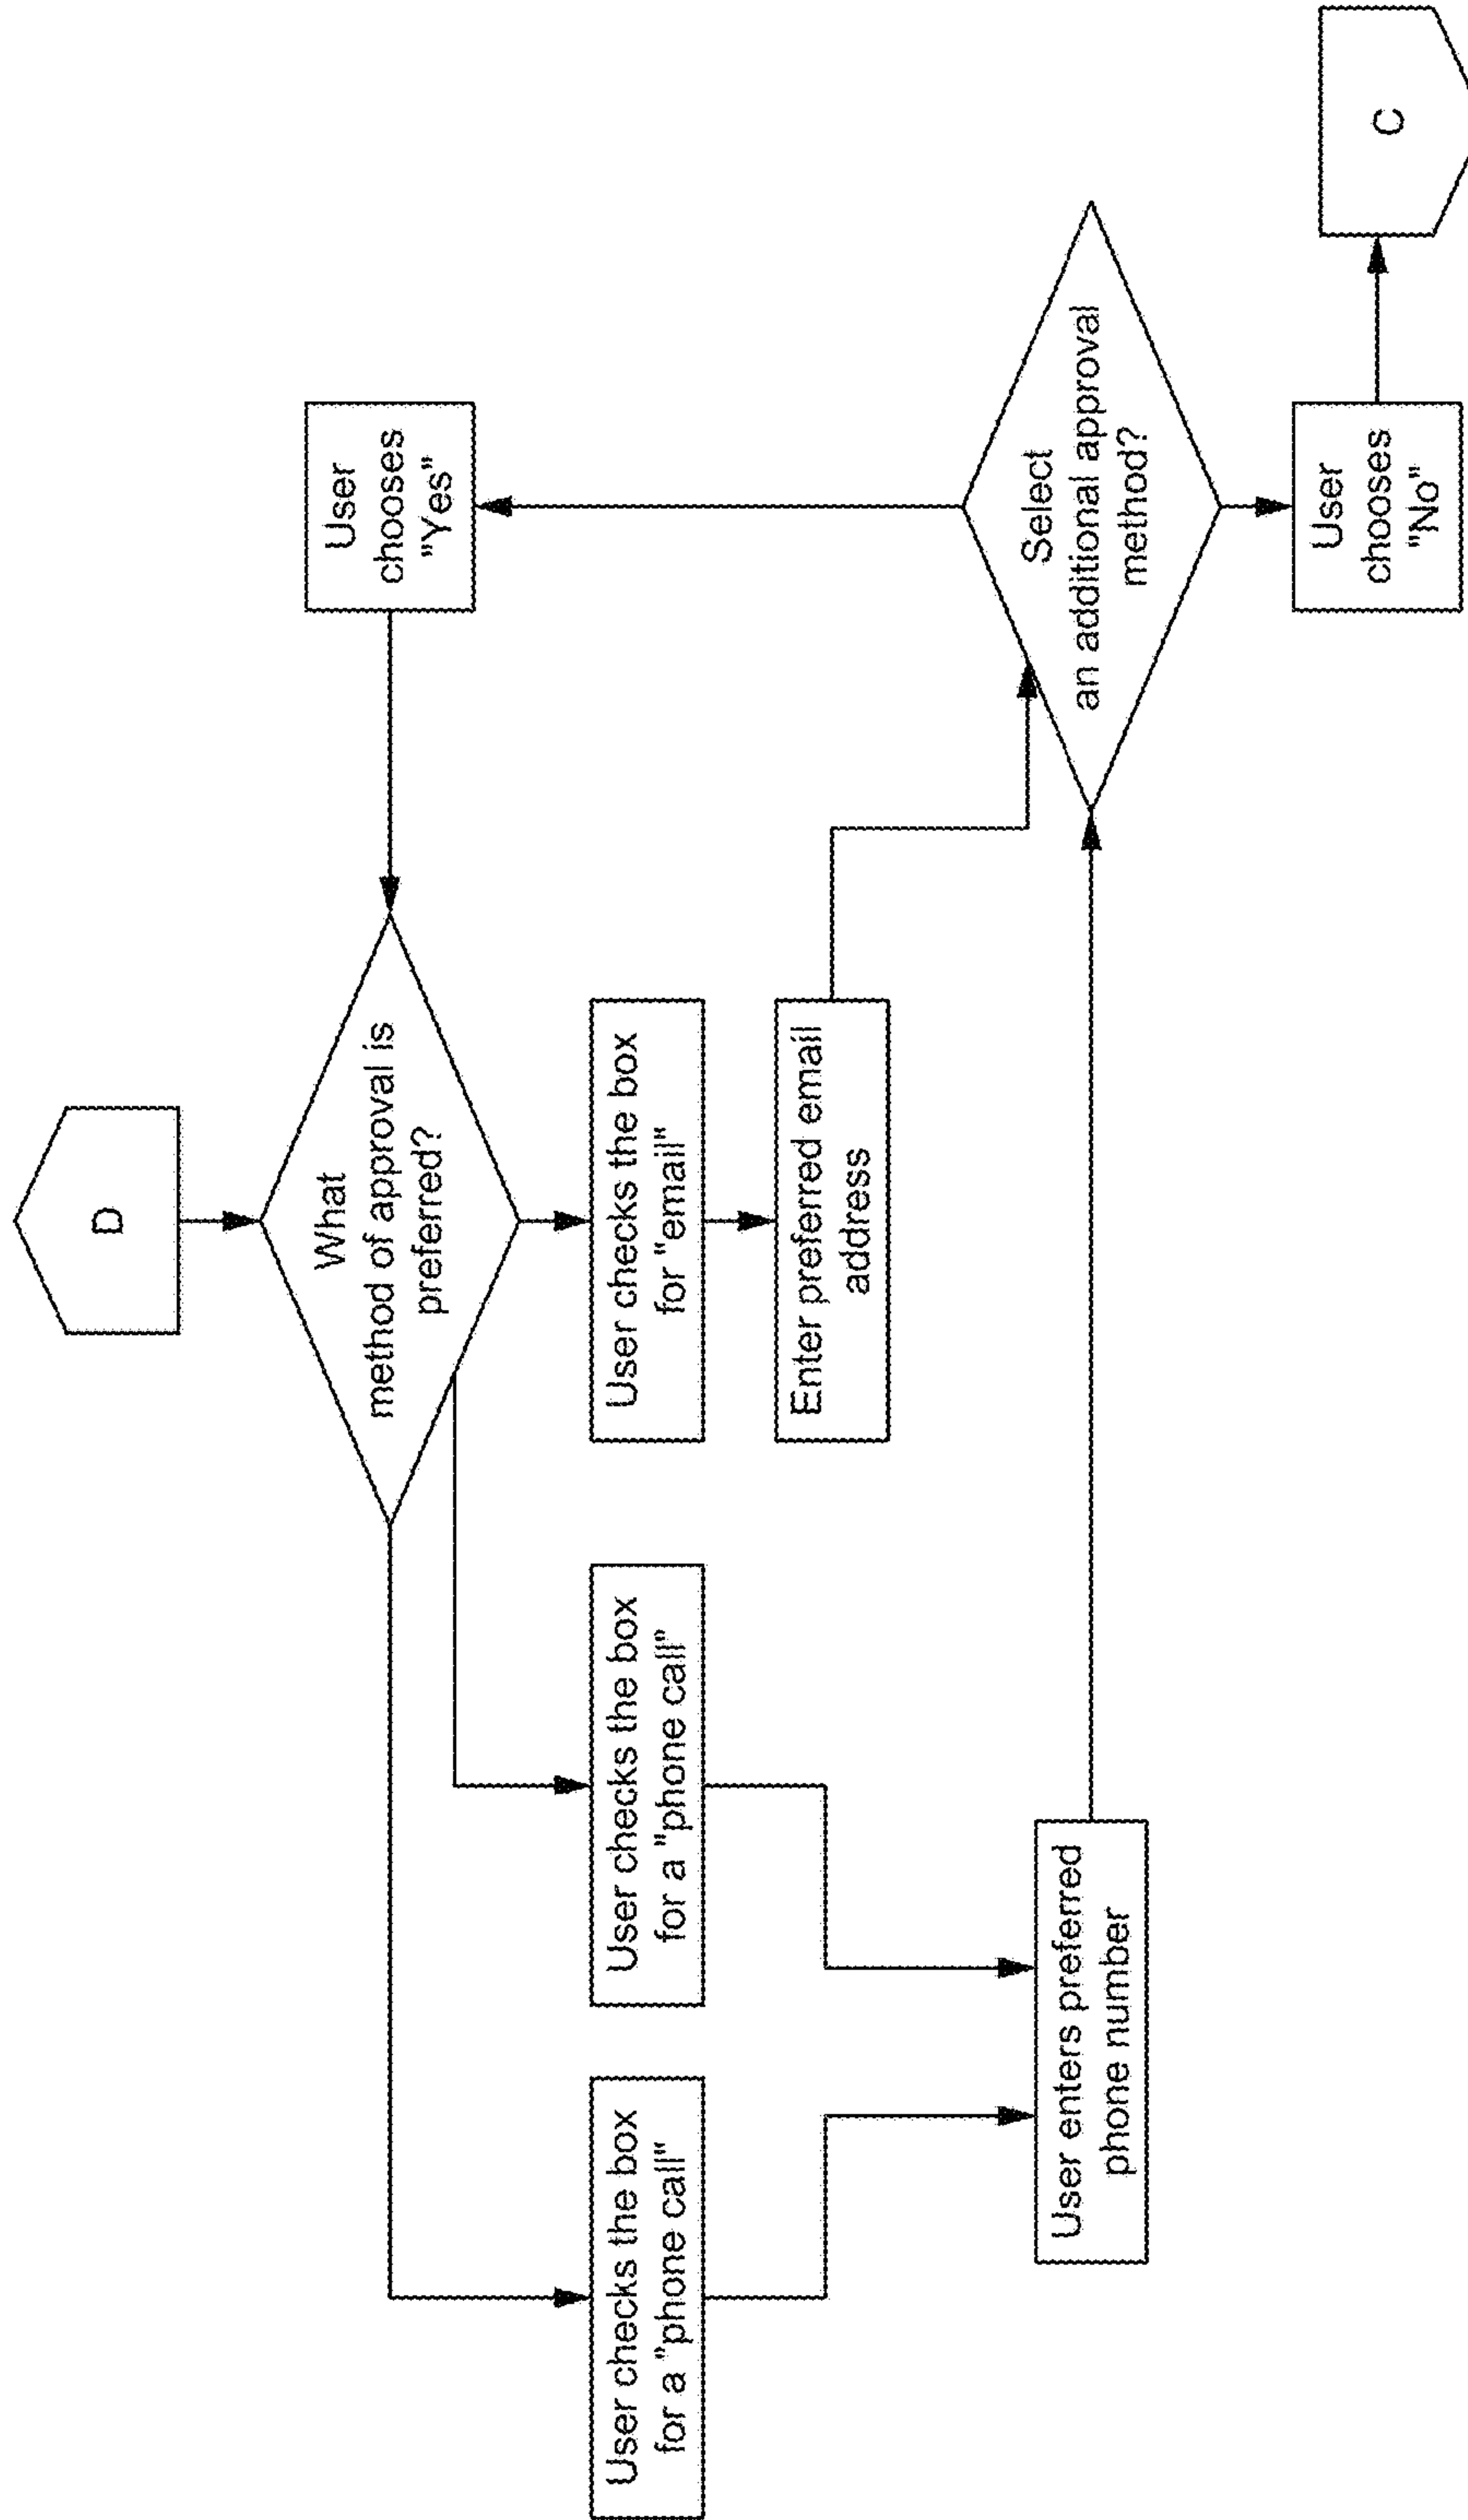 D
What
method of approval is
preferred?
User
chooses
"Yes"
User checks the box
for a "phone call"
User checks the box
for a "phone call"
User checks the box
for "email"
Enter preferred email
address
User enters preferred
phone number
Select
an additional approval
method?
User
chooses
"No"
C